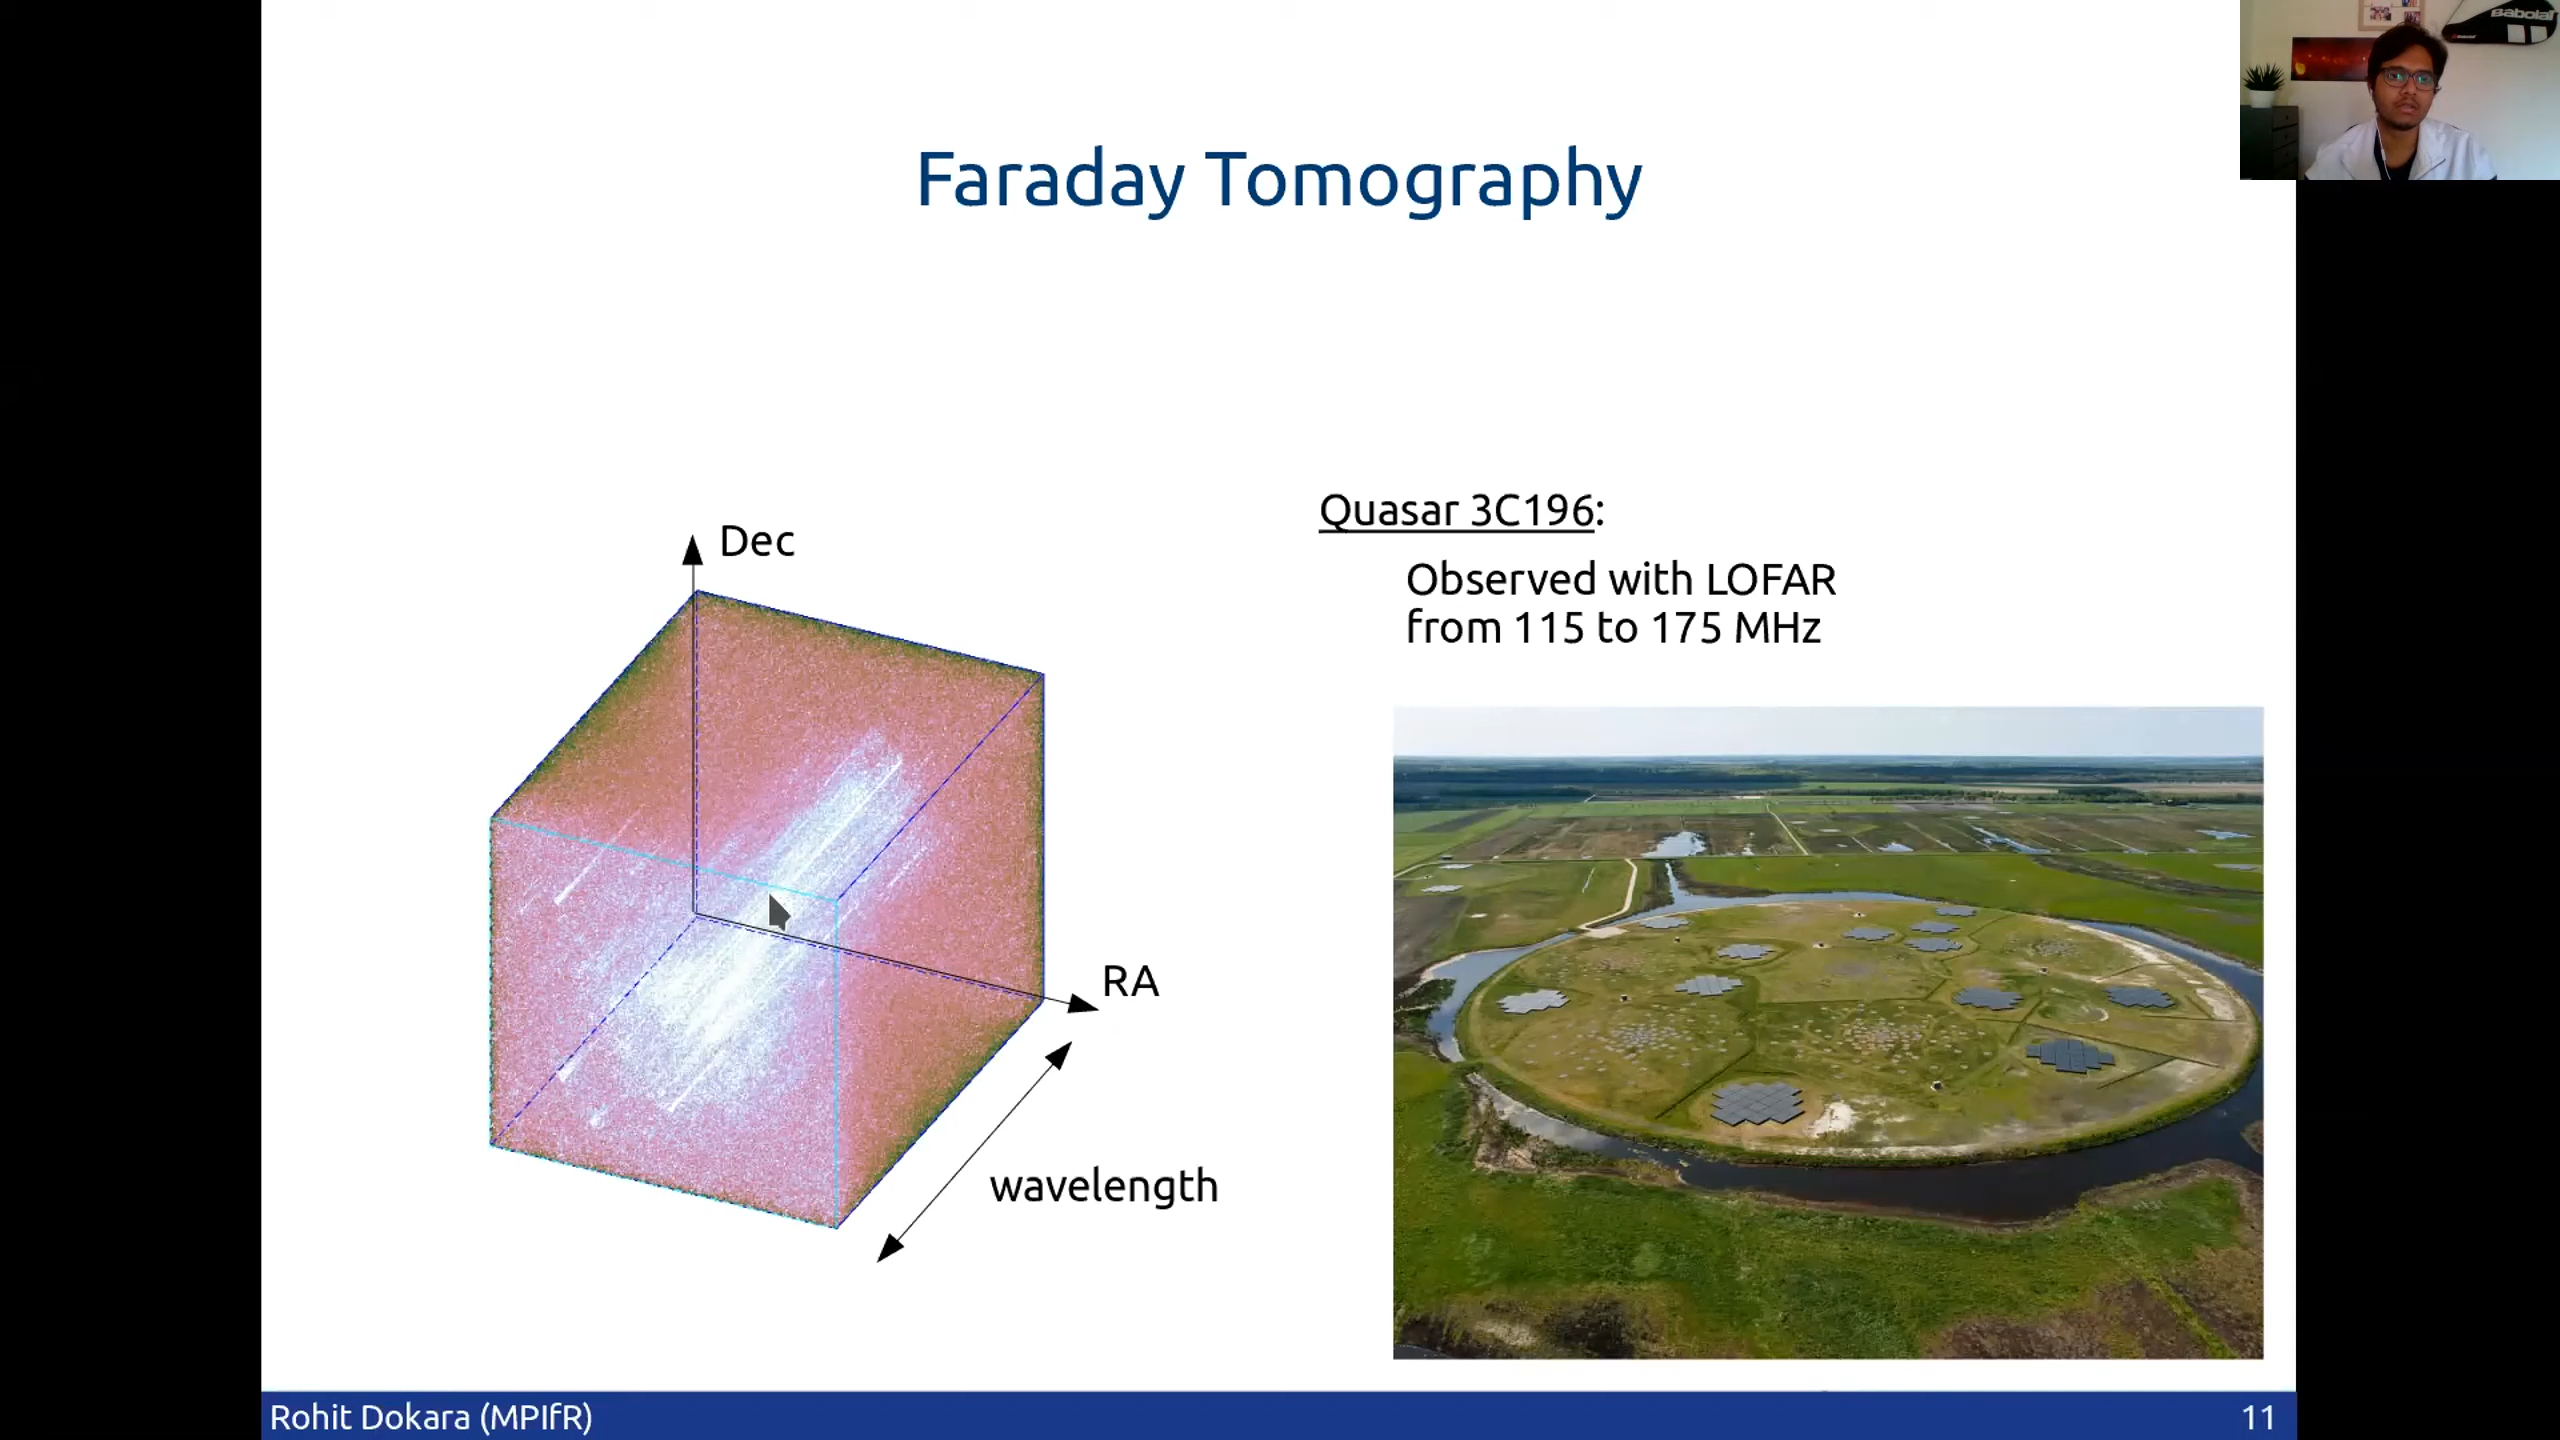 Babolat
Faraday Tomography
Quasar 3C196:
Dec
Observed with LOFAR
from 115 to 175 MHz
RA
wavelength
Rohit Dokara (MPIfR)
11